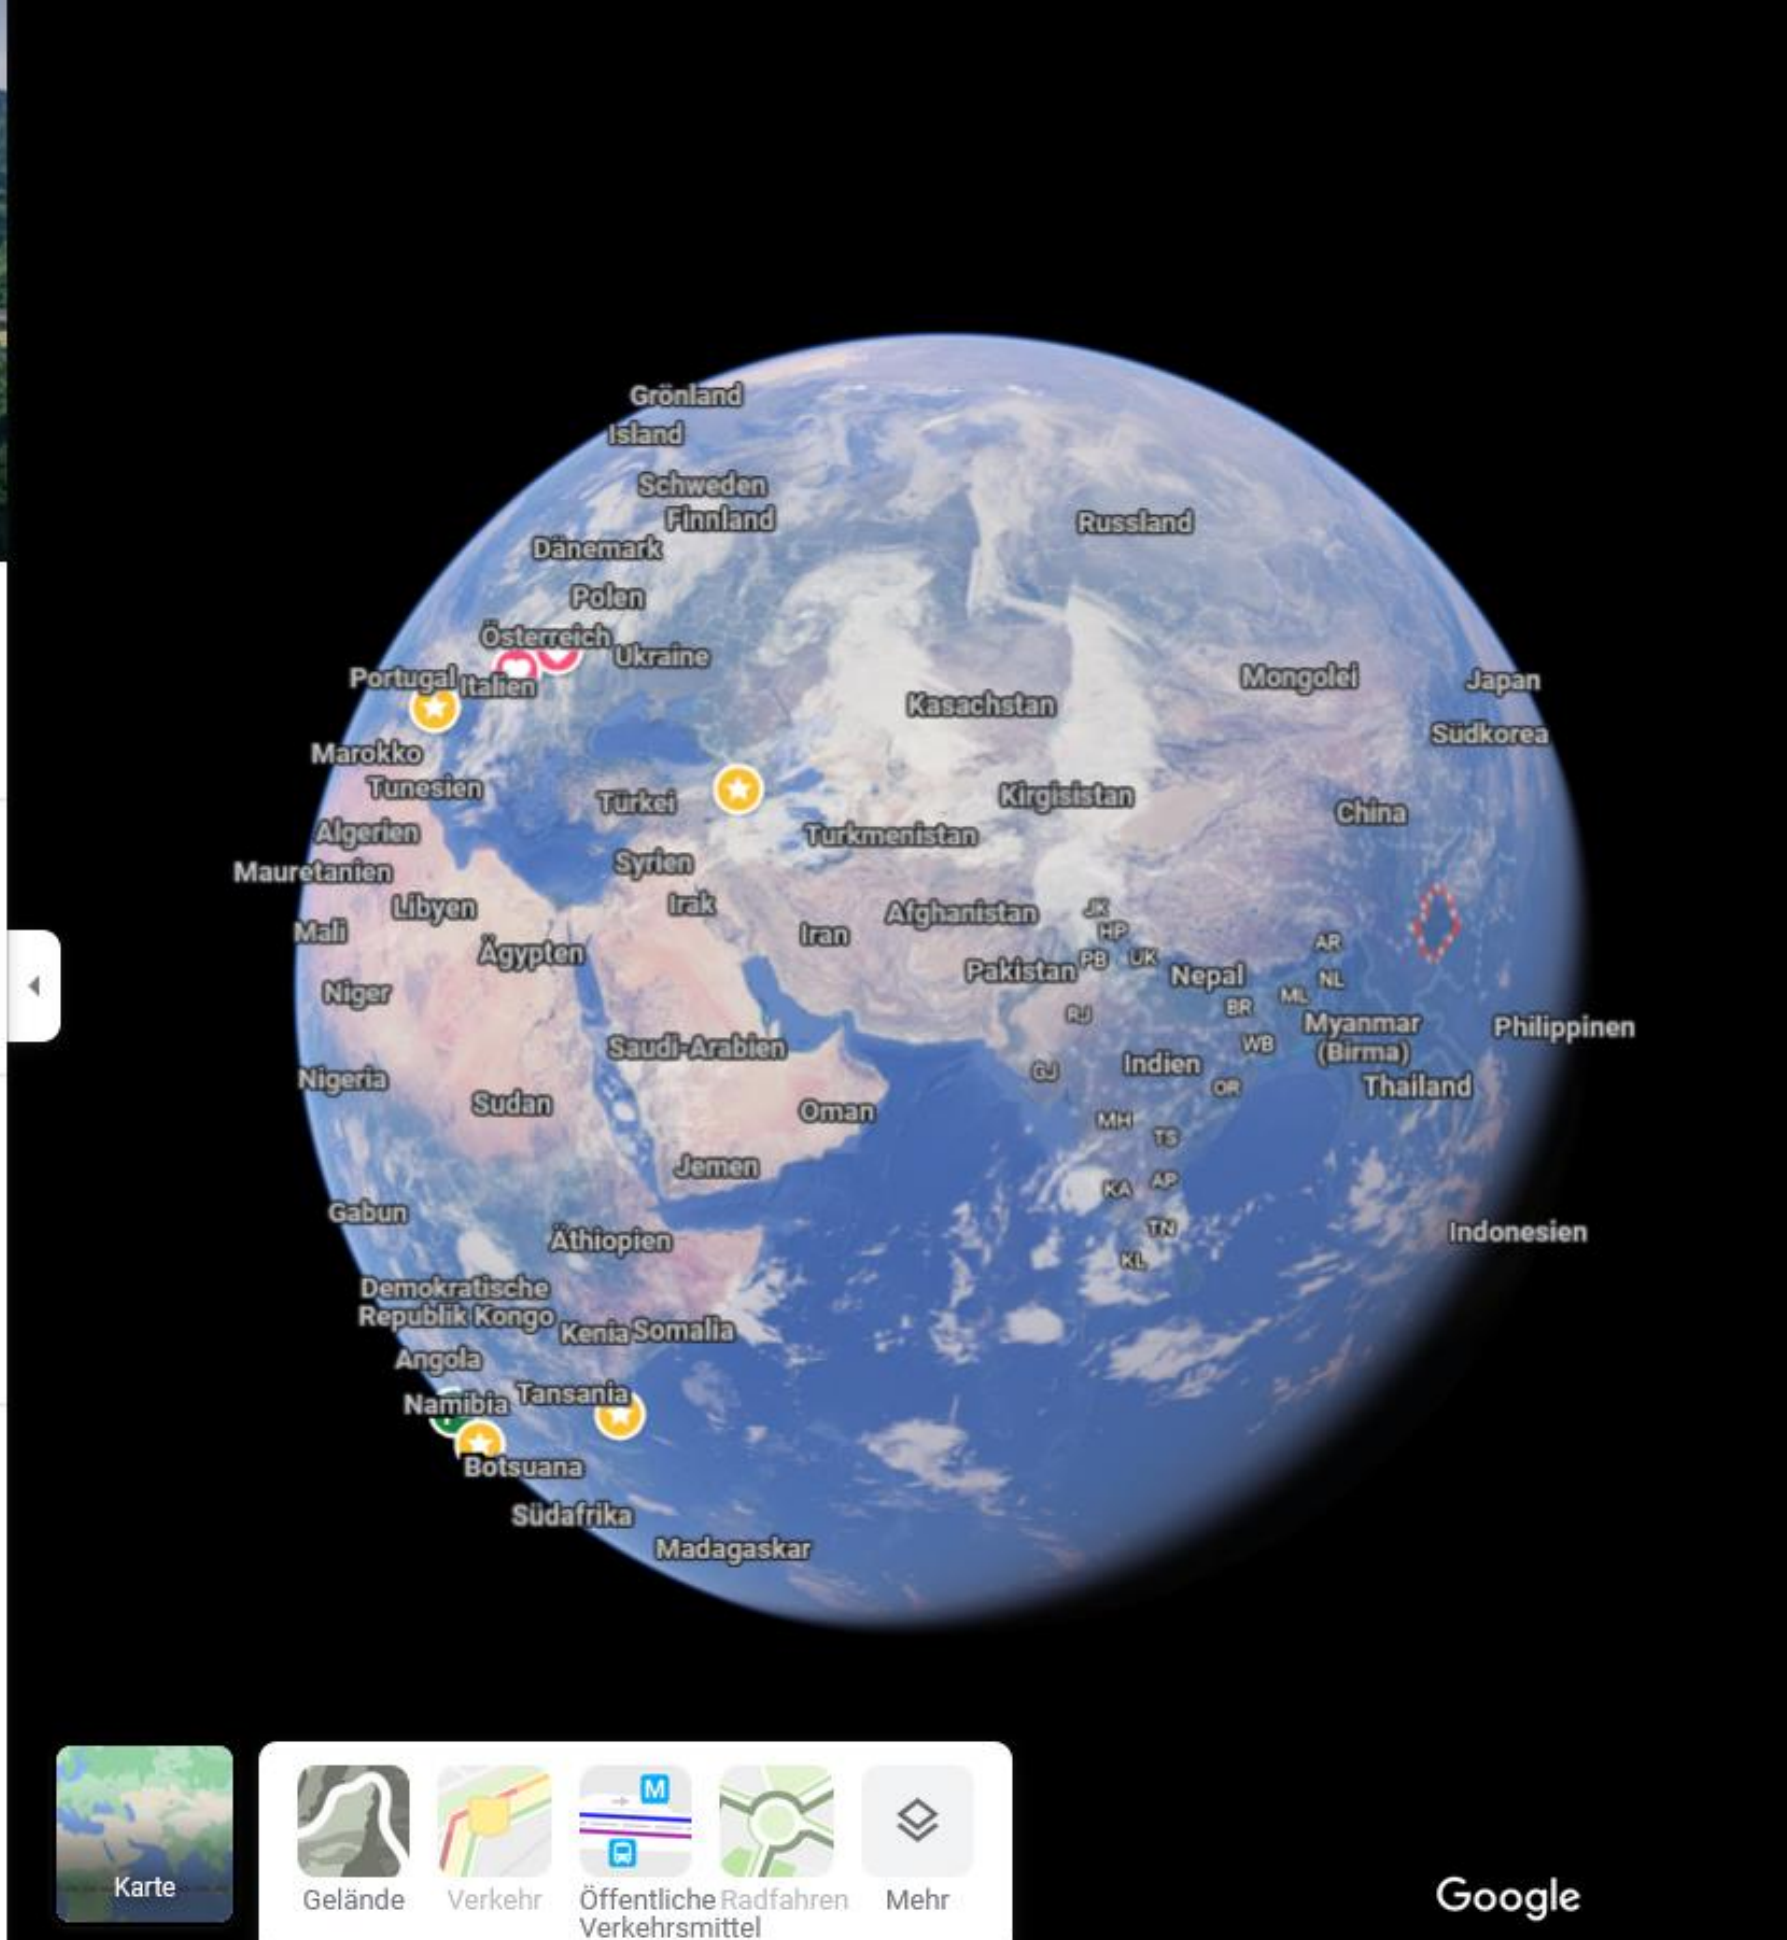 Grönland
Island
Schweden
Finnland
Russland
Dänemark
Polen
Österreich
Ukraine
Portugal
Italien
Mongolei
Japan
Kasachstan
Südkorea
Marokko
Tunesien
Türkei
Kirgisistan
China
Algerien
Turkmenistan
Mauretanien
Syrien
Libyen
Irak
Afghanistan
JK
Mali
Iran
HP
Ägypten
Pakistan
PB
UK
Nepal
AR
NL
Niger
ML
BR
RJ
Myanmar
(Birma)
Philippinen
Saudi-Arabien
WB
Indien
Nigeria
GJ
OR
Thailand
Sudan
Oman
MH
TS
Jemen
KA
AP
Gabun
TN
Äthiopien
Indonesien
KL
Demokratische
Republik Kongo
Kenia
Somalia
Angola
Namibia
Tansania
Botsuana
Südafrika
Madagaskar
M
Karte
Gelände
Verkehr
Öffentliche
Verkehrsmittel
Radfahren
Mehr
Google